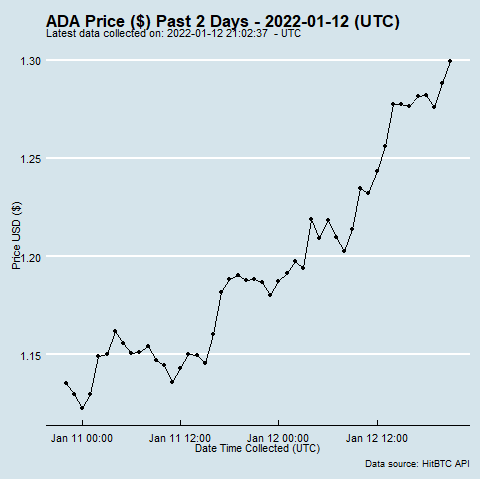 ADA Price ($) Past 2 Days - 2022-01-12 (UTC)
Latest data collected on: 2022-01-12 21:02:37 - UTC
1.30
1.25
1.20
1.15
Price USD ($)
Jan 11 00:00 Jan 11 12:00 Jan 12 00:00 Jan 12 12:00
Date Time Collected (UTC)
Data source: HitBTC API